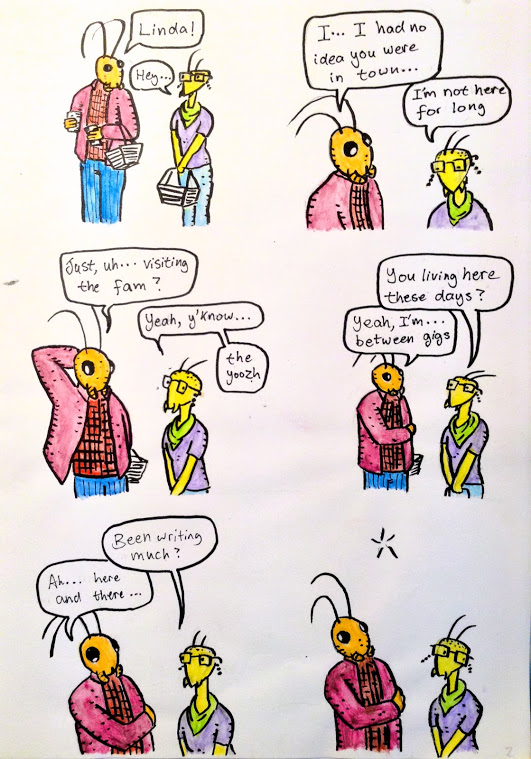 Linda!
Hey...
I... I had no
idea you were
in town...
I'm not here
for long
Just, uh... visiting
the fam?
Yeah, y'know...
the
yoozh
You living here
these days?
Yeah, I'm...
between gigs
Been writing
much?
Ah... here
and there...
2